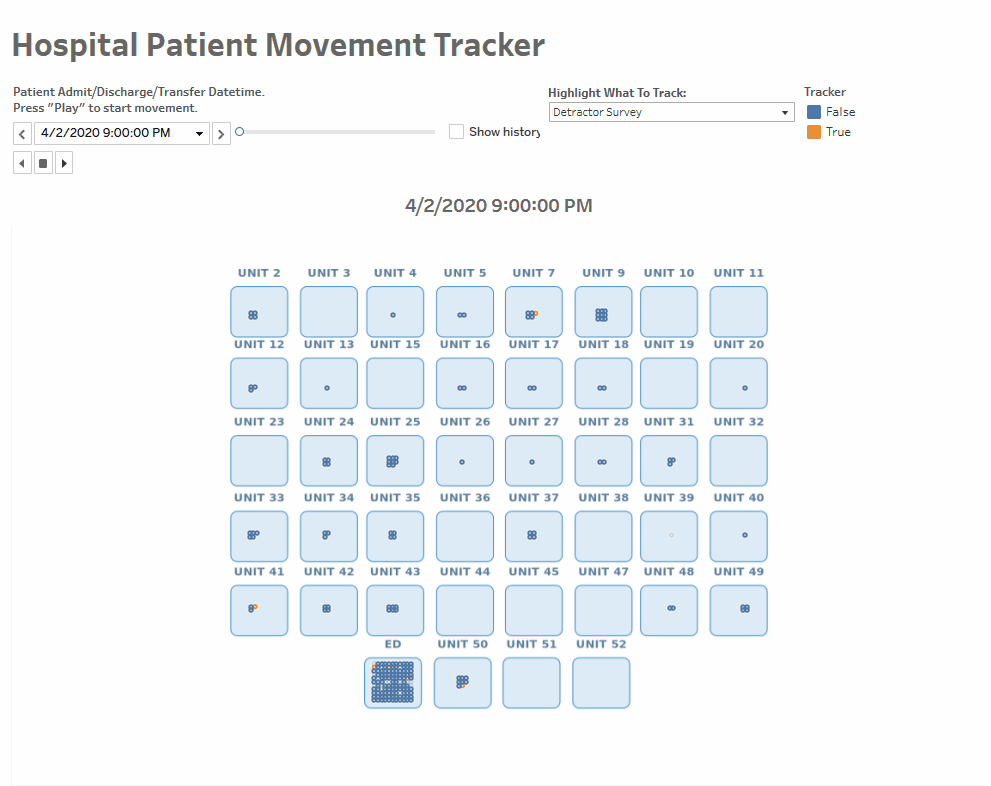 Hospital Patient Movement Tracker
Patient Admit/Discharge/Transfer Datetime.
Press "Play" to start movement.
Highlight What To Track:
Tracker
4/2/2020 9:00:00 PM
Show history
Detractor Survey
False
True
4/2/2020 9:00:00 PM
UNIT 2 UNIT 3 UNIT 4 UNIT 5 UNIT 7 UNIT 9 UNIT 10 UNIT 11
UNIT 12 UNIT 13 UNIT 15 UNIT 16 UNIT 17 UNIT 18 UNIT 19 UNIT 20
UNIT 23 UNIT 24 UNIT 25 UNIT 26 UNIT 27 UNIT 28 UNIT 31 UNIT 32
UNIT 33 UNIT 34 UNIT 35 UNIT 36 UNIT 37 UNIT 38 UNIT 39 UNIT 40
UNIT 41 UNIT 42 UNIT 43 UNIT 44 UNIT 45 UNIT 47 UNIT 48 UNIT 49
ED UNIT 50 UNIT 51 UNIT 52